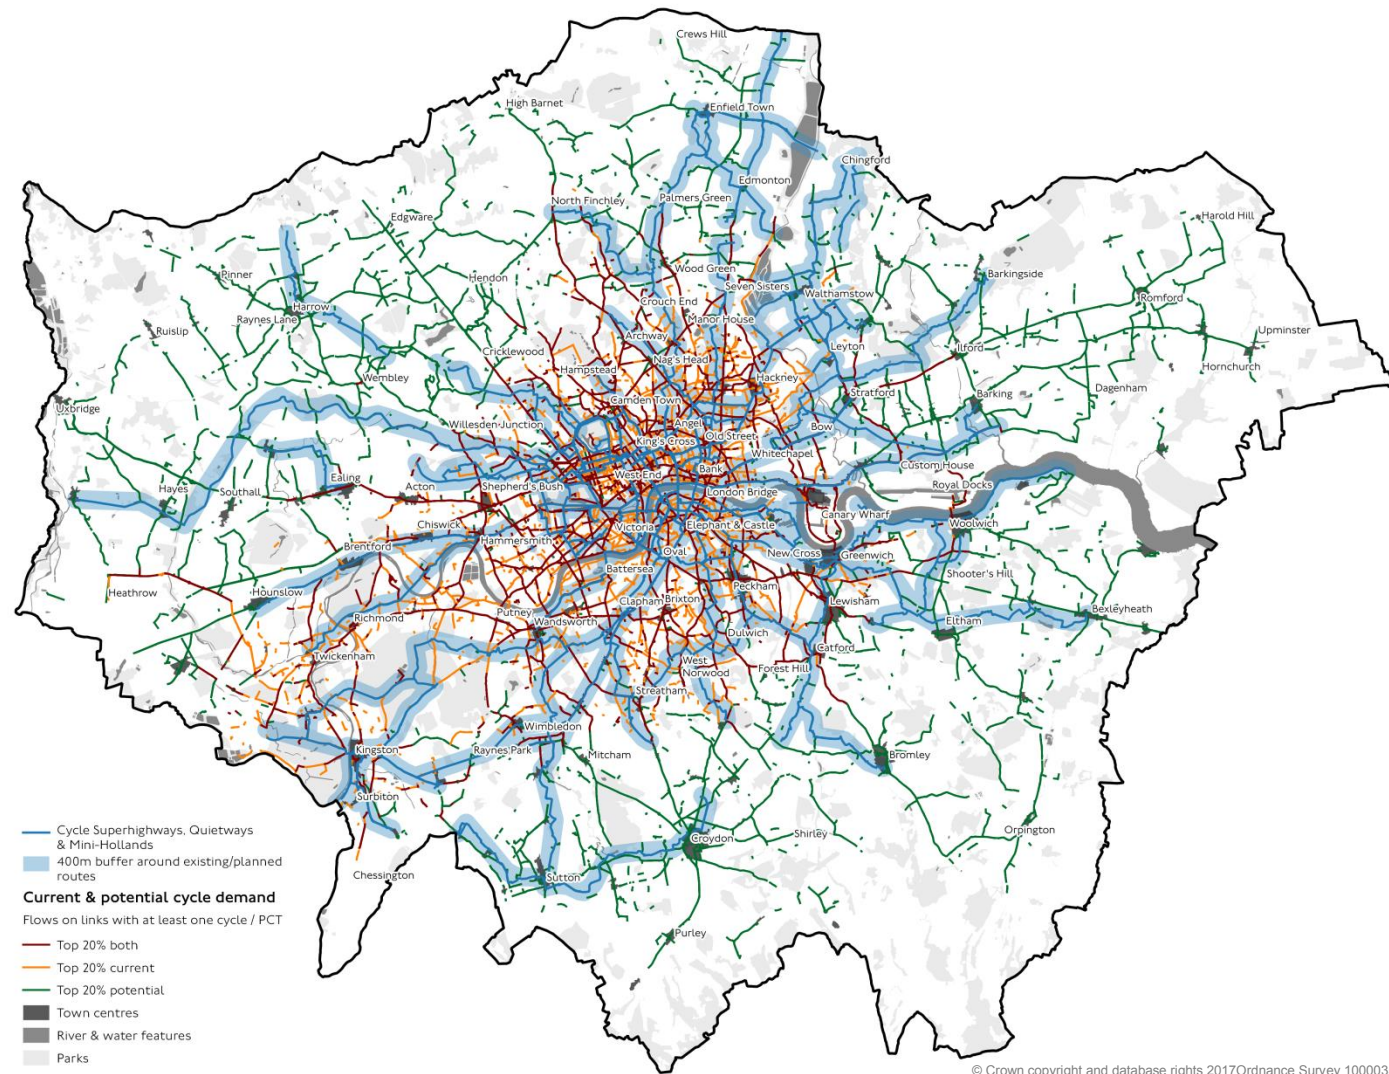 Crews Hill
High Barnet
Enfield Town
Chingford
Edmonton
North Finchley
Palmers Green
Edgware
Harold Hill
Pinner
Hendon
Wood Green
Barkingside
Seven Sisters
Walthamstow
Romford
Harrow
Raynes Lane
Crouch End
Manor House
Ruislip
Archway
Upminster
Cricklewood
Hampstead
Nag's Head
Leyton
Ilford
Hornchurch
Wembley
Hackney
Dagenham
Uxbridge
Camden Town
Stratford
Barking
Willesden Junction
Angel
Bow
King's Cross
Old Street
Whitechapel
Custom House
West End
Bank
Royal Docks
Hayes
Southall
Ealing
Acton
Shepherd's Bush
London Bridge
Canary Wharf
Chiswick
Victoria
Elephant & Castle
Woolwich
Brentford
Hammersmith
Oval
New Cross
Greenwich
Heathrow
Battersea
Shooter's Hill
Hounslow
Peckham
Richmond
Putney
Clapham
Brixton
Lewisham
Bexleyheath
Wandsworth
Eltham
Dulwich
Twickenham
Catford
West
Norwood
Forest Hill
Streatham
Wimbledon
Kingston
Raynes Park
Mitcham
Bromley
Surbiton
Croydon
Shirley
Orpington
Chessington
Sutton
Purley
Cycle Superhighways, Quietways
& Mini-Hollands
400m buffer around existing/planned
routes
Current & potential cycle demand
Flows on links with at least one cycle / PCT
Top 20% both
Top 20% current
Top 20% potential
Town centres
River & water features
Parks
© Crown copyright and database rights 2017Ordnance Survey 100003